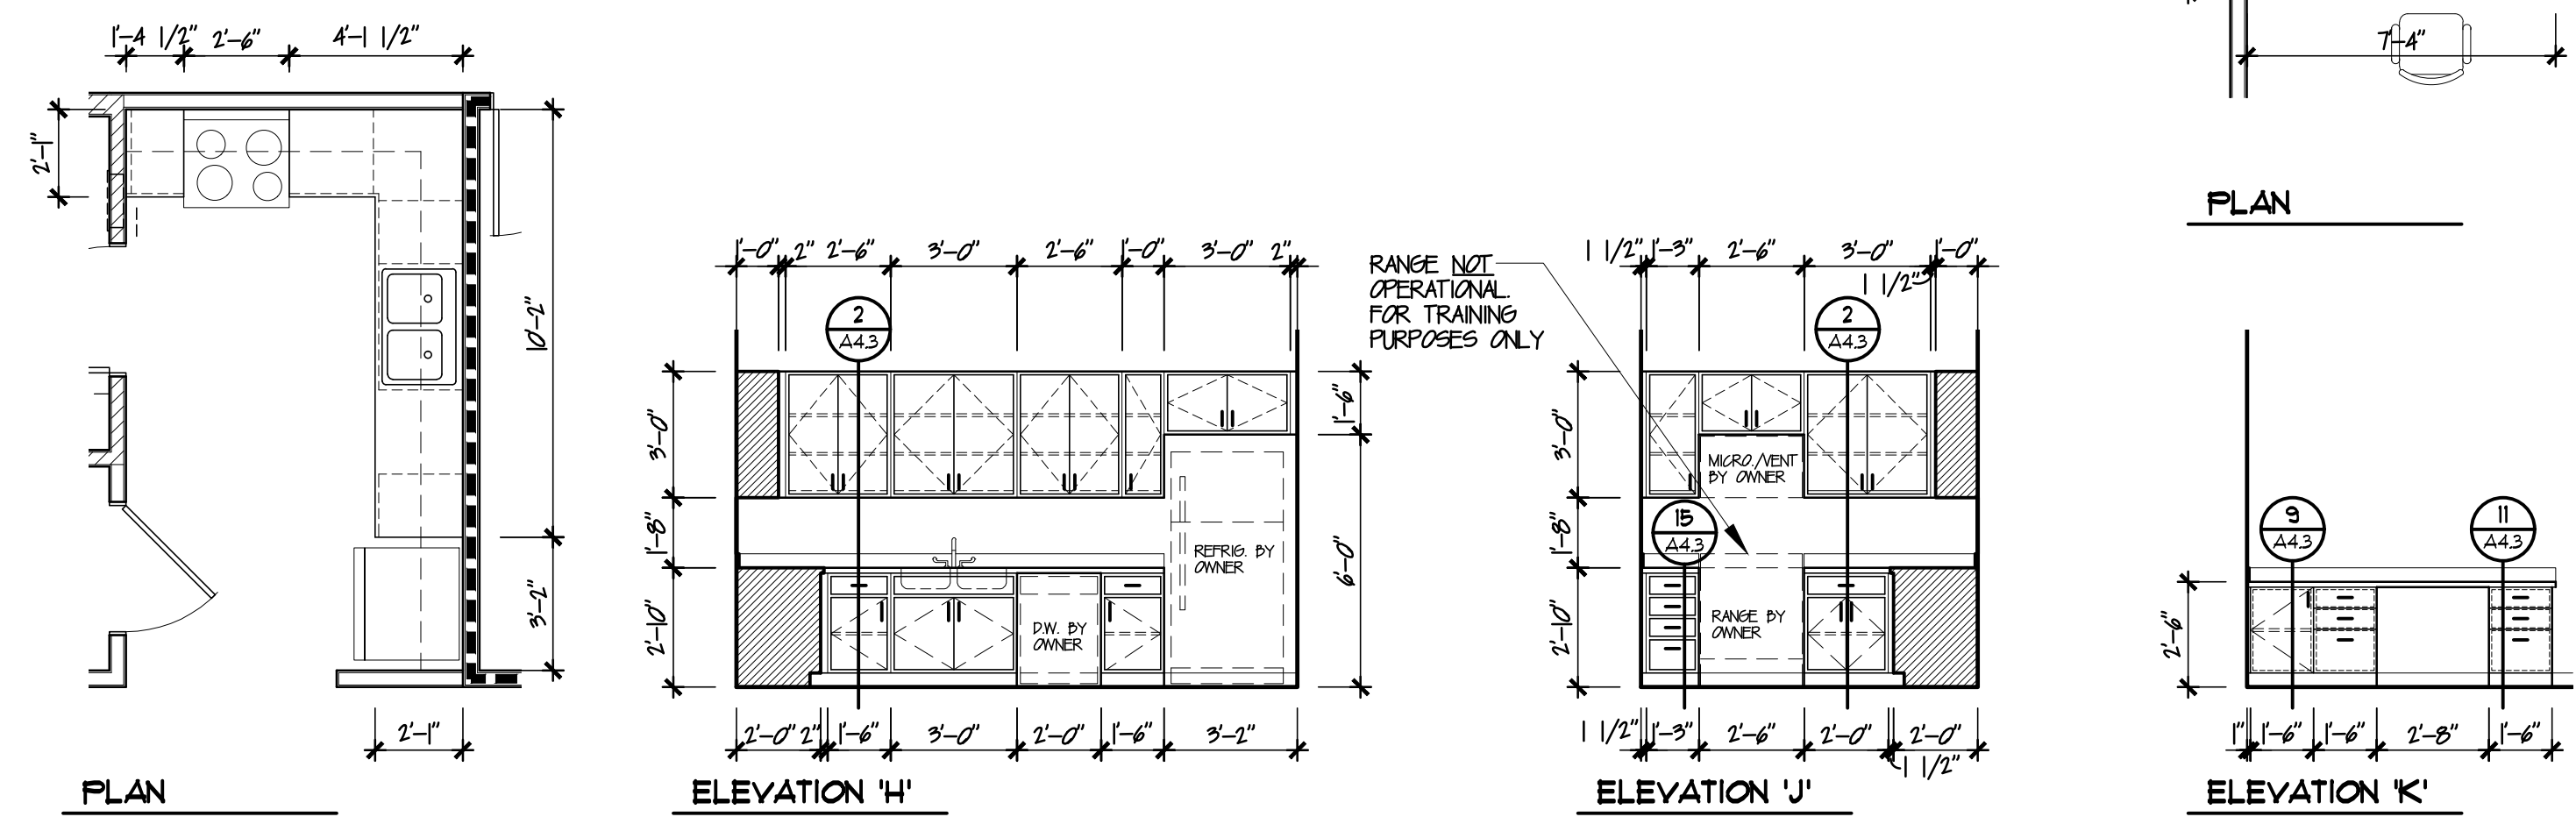 1'-4 1/2" 2'-6" 4'-1 1/2"
2'-1"
10'-2"
3'-2"
2'-1"
PLAN
1'-0" 2" 2'-6" 3'-0" 2'-6" 1'-0" 3'-0" 2"
2
A4.3
3'-0"
1'-8"
2'-10"
1'-6"
6'-0"
REFRIG. BY
OWNER
D.W. BY
OWNER
2'-0" 2" 1'-6" 3'-0" 2'-0" 1'-6" 3'-2"
ELEVATION 'H'
RANGE NOT
OPERATIONAL.
FOR TRAINING
PURPOSES ONLY
1 1/2" 1'-3" 2'-6" 3'-0" 1'-0"
1 1/2"
2
A4.3
3'-0"
1'-8"
2'-10"
MICRO./VENT
BY OWNER
15
A4.3
RANGE BY
OWNER
1 1/2" 1'-3" 2'-6" 2'-0" 2'-0"
1 1/2"
ELEVATION 'J'
7'-4"
PLAN
9
A4.3
11
A4.3
2'-6"
1" 1'-6" 1'-6" 2'-8" 1'-6"
ELEVATION 'K'